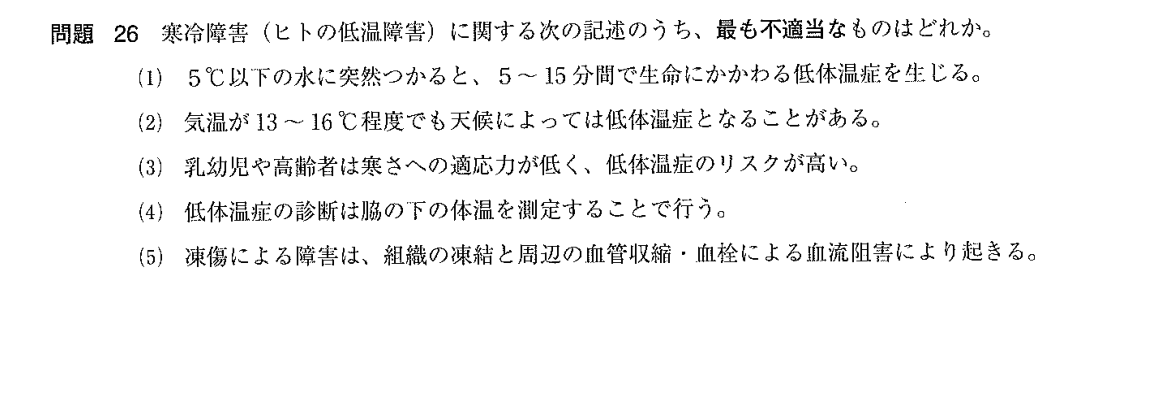 問題 26 寒冷障害（ヒトの低温障害）に関する次の記述のうち、最も不適当なものはどれか。
(1) 5℃以下の水に突然つかると、5～15分間で生命にかかわる低体温症を生じる。
(2) 気温が13～16℃程度でも天候によっては低体温症となることがある。
(3) 乳幼児や高齢者は寒さへの適応力が低く、低体温症のリスクが高い。
(4) 低体温症の診断は脇の下の体温を測定することで行う。
(5) 凍傷による障害は、組織の凍結と周辺の血管収縮・血栓による血流阻害により起きる。